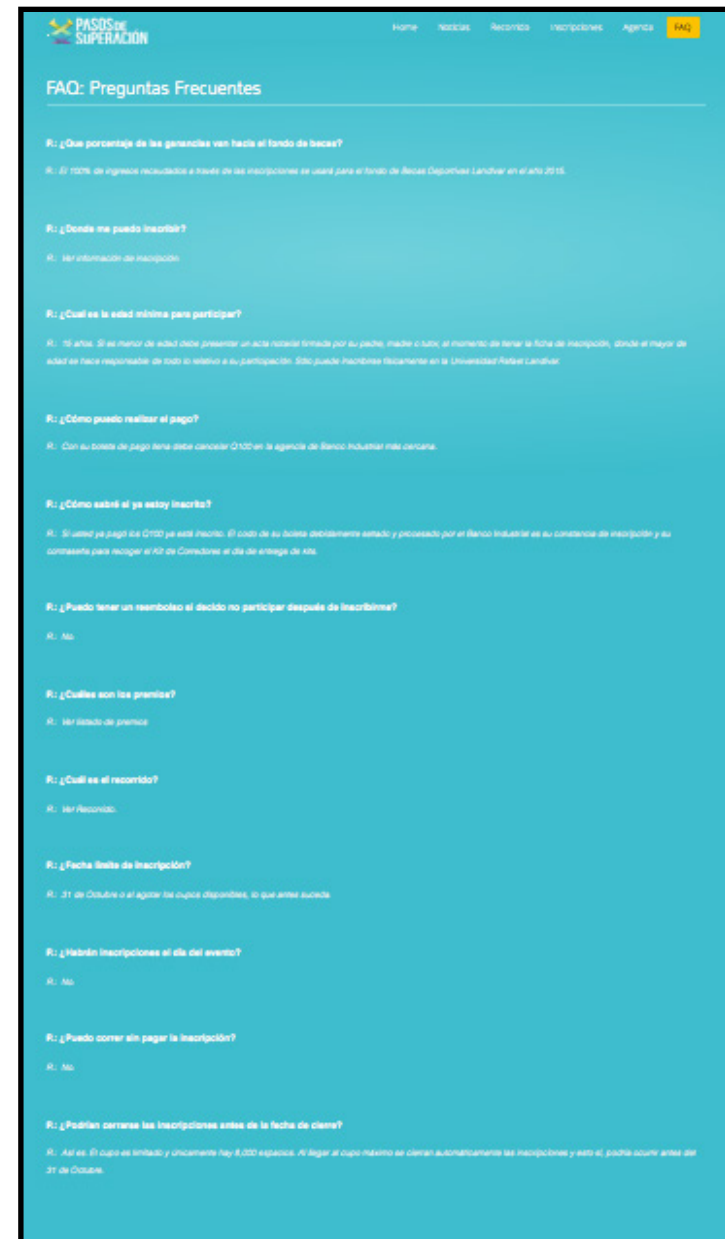 PASOS DE
SUPERACIÓN
Home Noticias Recorrido Inscripciones Agenda FAQ
FAQ: Preguntas Frecuentes
R: ¿Que porcentaje de las ganancias van hacia el fondo de becas?
R: El 100% de ingresos recaudados a través de las inscripciones se usará para el fondo de Becas Deportivas Landívar en el año 2015.
R: ¿Donde me puedo inscribir?
R: Ver información de inscripción
R: ¿Cual es la edad mínima para participar?
R: 15 años. Si es menor de edad debe presentar un acta notarial firmada por su padre, madre o tutor, al momento de llenar la ficha de inscripción, donde el mayor de
edad se hace responsable de todo lo relativo a su participación. Sólo puede inscribirse físicamente en la Universidad Rafael Landívar.
R: ¿Cómo puedo realizar el pago?
R: Con su boleta de pago llena debe cancelar Q100 en la agencia de Banco Industrial más cercana.
R: ¿Cómo sabré si ya estoy inscrito?
R: Si usted ya pagó los Q100 ya está inscrito. El codo de su boleta debidamente sellado y procesado por el Banco Industrial es su constancia de inscripción y su
contraseña para recoger el Kit de Corredores el día de entrega de kits.
R: ¿Puedo tener un reembolso si decido no participar después de inscribirme?
R: No.
R: ¿Cuáles son los premios?
R: Ver listado de premios
R: ¿Cuál es el recorrido?
R: Ver Recorrido.
R: ¿Fecha límite de inscripción?
R: 31 de Octubre o al agotar los cupos disponibles, lo que antes suceda.
R: ¿Habrán inscripciones el día del evento?
R: No.
R: ¿Puedo correr sin pagar la inscripción?
R: No.
R: ¿Podrían cerrarse las inscripciones antes de la fecha de cierre?
R: Así es. El cupo es limitado y únicamente hay 8,000 espacios. Al llegar al cupo máximo se cierran automáticamente las inscripciones y esto sí, podría ocurrir antes del
31 de Octubre.